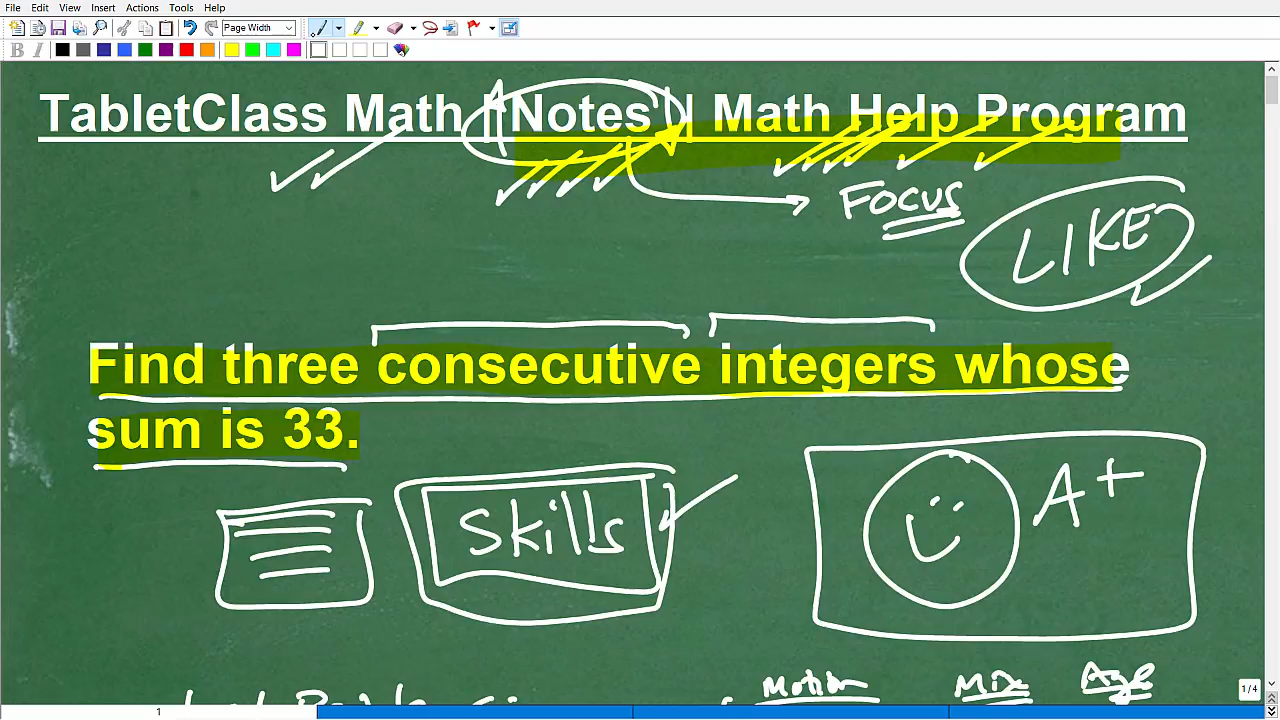 File Edit View Insert Actions Tools Help
Page Width
B I
TabletClass Math || Notes || Math Help Program
Focus
LIKE
Find three consecutive integers whose
sum is 33.
Skills
A+
Motion Mix Age
1/4
1